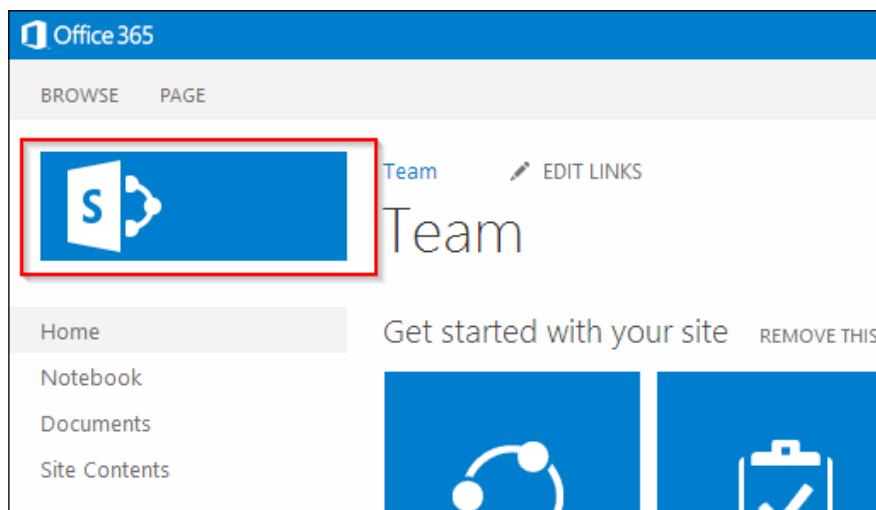 Office 365
BROWSE PAGE
S
Team EDIT LINKS
Team
Home
Notebook
Documents
Site Contents
Get started with your site REMOVE THIS